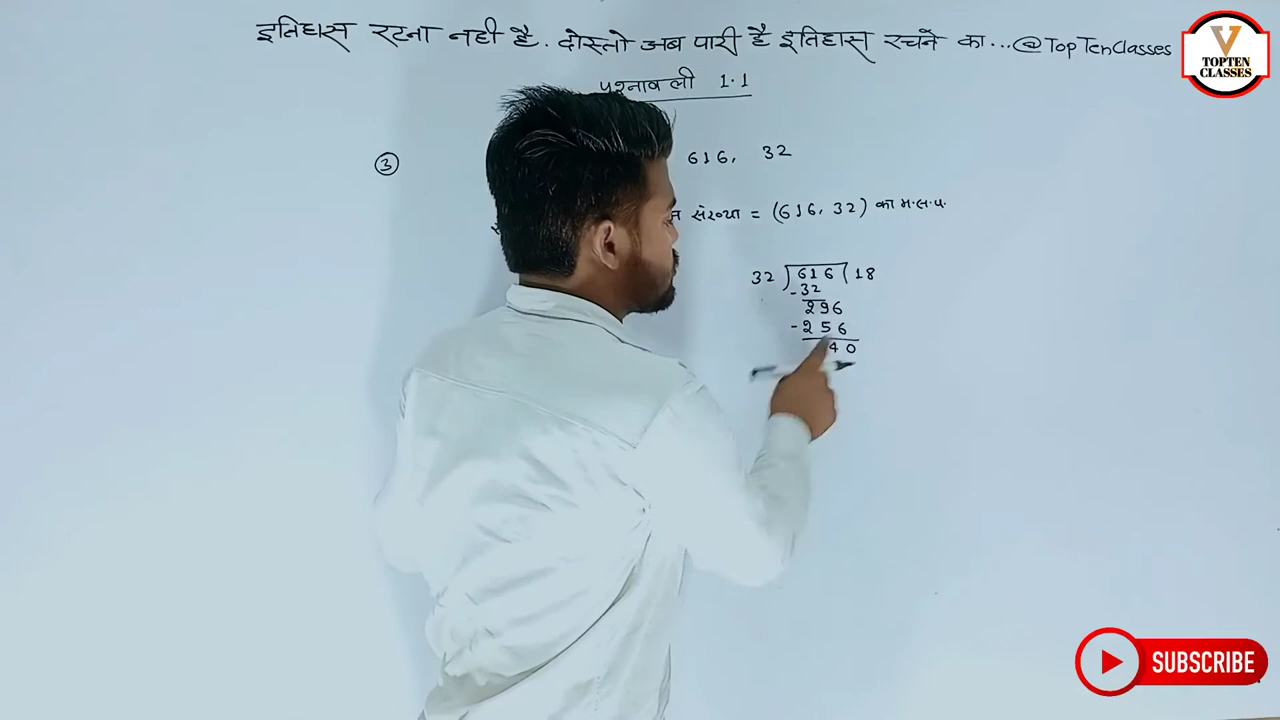 इतिहास रटना नही है. दोस्तो अब पारी है इतिहास रचने का...@TopTenClasses
V
TOPTEN
CLASSES
प्रश्नावली 1.1
③ 616, 32
संख्या = (616, 32) का म.स.प.
32 ) 616 ( 18
-32
296
-256
40
SUBSCRIBE